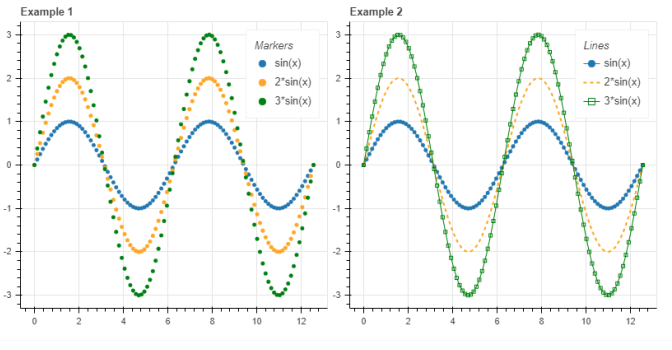 Example 1
3
2
1
0
-1
-2
-3
0
2
4
6
8
10
12
Markers
sin(x)
2*sin(x)
3*sin(x)
Example 2
3
2
1
0
-1
-2
-3
0
2
4
6
8
10
12
Lines
sin(x)
2*sin(x)
3*sin(x)